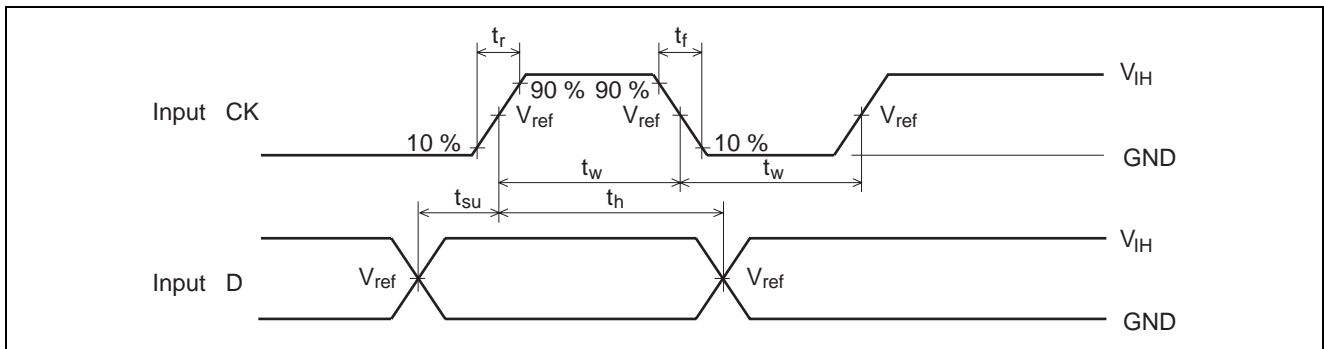 tr
tf
VIH
90 % 90 %
Input CK
Vref
Vref
Vref
10 %
10 %
GND
tw
tw
tsu
th
VIH
Input D
Vref
Vref
GND